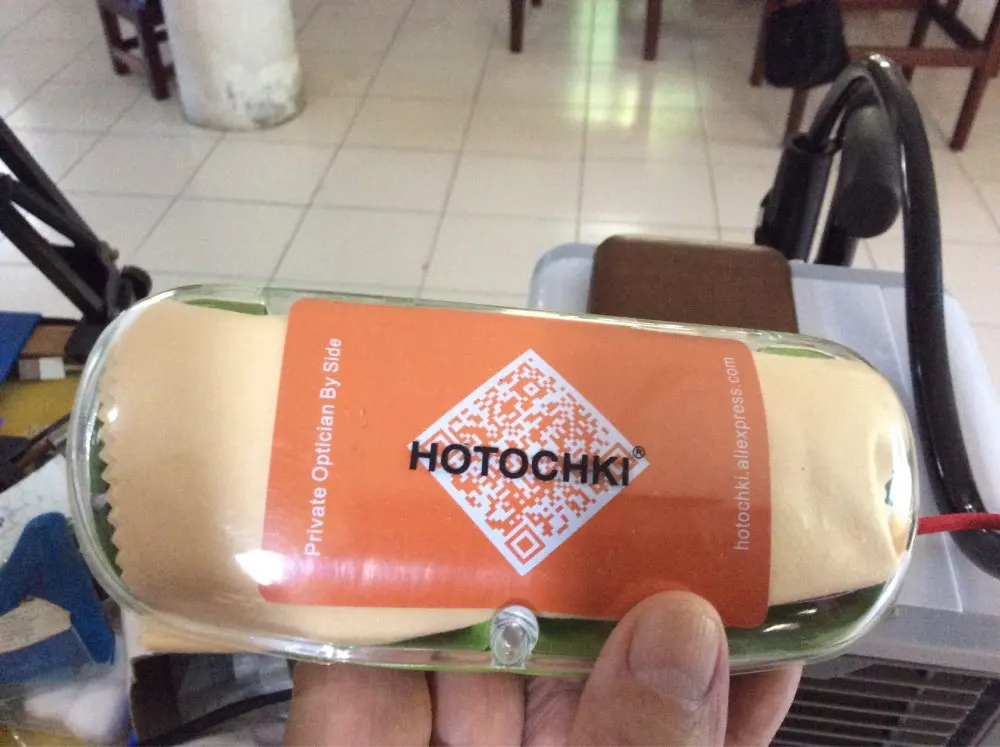 Private Optician By Side
HOTOCHKI®
hotochki.aliexpress.com